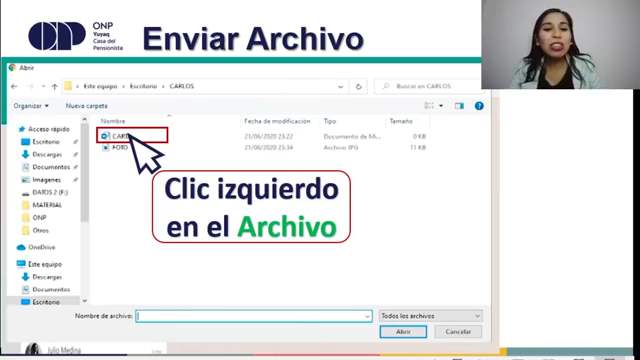 ONP
ONP
Yuyaq
Casa del
Pensionista
Enviar Archivo
Abrir
Este equipo > Escritorio > CARLOS
Buscar en CARLOS
Organizar
Nueva carpeta
Nombre
Fecha de modificación
Tipo
Tamaño
Acceso rápido
Escritorio
Descargas
Documentos
Imágenes
DATOS 2 (F:)
MATERIAL
ONP
Otros
OneDrive
Este equipo
Descargas
Documentos
Escritorio
21/06/2020 23:22
Documento de Mi...
0 KB
FOTO
21/06/2020 23:34
Archivo JPG
11 KB
Clic izquierdo
en el Archivo
Nombre de archivo:
Todos los archivos
Abrir
Cancelar
Julio Medina